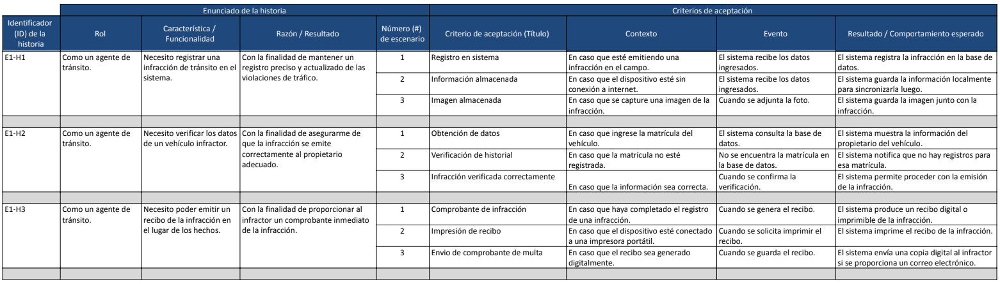 Enunciado de la historia
Criterios de aceptación
Identificador
(ID) de la
historia
Rol
Característica /
Funcionalidad
Razón / Resultado
Número (#)
de escenario
Criterio de aceptación (Título)
Contexto
Evento
Resultado / Comportamiento esperado
E1-H1
Como un agente de
tránsito.
Necesito registrar una
infracción de tránsito en el
sistema.
Con la finalidad de mantener un
registro preciso y actualizado de las
violaciones de tráfico.
1
Registro en sistema
En caso que esté emitiendo una
infracción en el campo.
El sistema recibe los datos
ingresados.
El sistema registra la infracción en la base de
datos.
2
Información almacenada
En caso que el dispositivo esté sin
conexión a internet.
El sistema recibe los datos
ingresados.
El sistema guarda la información localmente
para sincronizarla luego.
3
Imagen almacenada
En caso que se capture una imagen de la
infracción.
Cuando se adjunta la foto.
El sistema guarda la imagen junto con la
infracción.
E1-H2
Como un agente de
tránsito.
Necesito verificar los datos
de un vehículo infractor.
Con la finalidad de asegurarme de
que la infracción se emite
correctamente al propietario
adecuado.
1
Obtención de datos
En caso que ingrese la matrícula del
vehículo.
El sistema consulta la base de
datos.
El sistema muestra la información del
propietario del vehículo.
2
Verificación de historial
En caso que la matrícula no esté
registrada.
No se encuentra la matrícula en
la base de datos.
El sistema notifica que no hay registros para
esa matrícula.
3
Infracción verificada correctamente
En caso que la información sea correcta.
Cuando se confirma la
verificación.
El sistema permite proceder con la emisión
de la infracción.
E1-H3
Como un agente de
tránsito.
Necesito poder emitir un
recibo de la infracción en
el lugar de los hechos.
Con la finalidad de proporcionar al
infractor un comprobante inmediato
de la infracción.
1
Comprobante de infracción
En caso que haya completado el registro
de una infracción.
Cuando se genera el recibo.
El sistema produce un recibo digital o
imprimible de la infracción.
2
Impresión de recibo
En caso que el dispositivo esté conectado
a una impresora portátil.
Cuando se solicita imprimir el
recibo.
El sistema imprime el recibo de la infracción.
3
Envio de comprobante de multa
En caso que el recibo sea generado
digitalmente.
Cuando se guarda el recibo.
El sistema envía una copia digital al infractor
si se proporciona un correo electrónico.